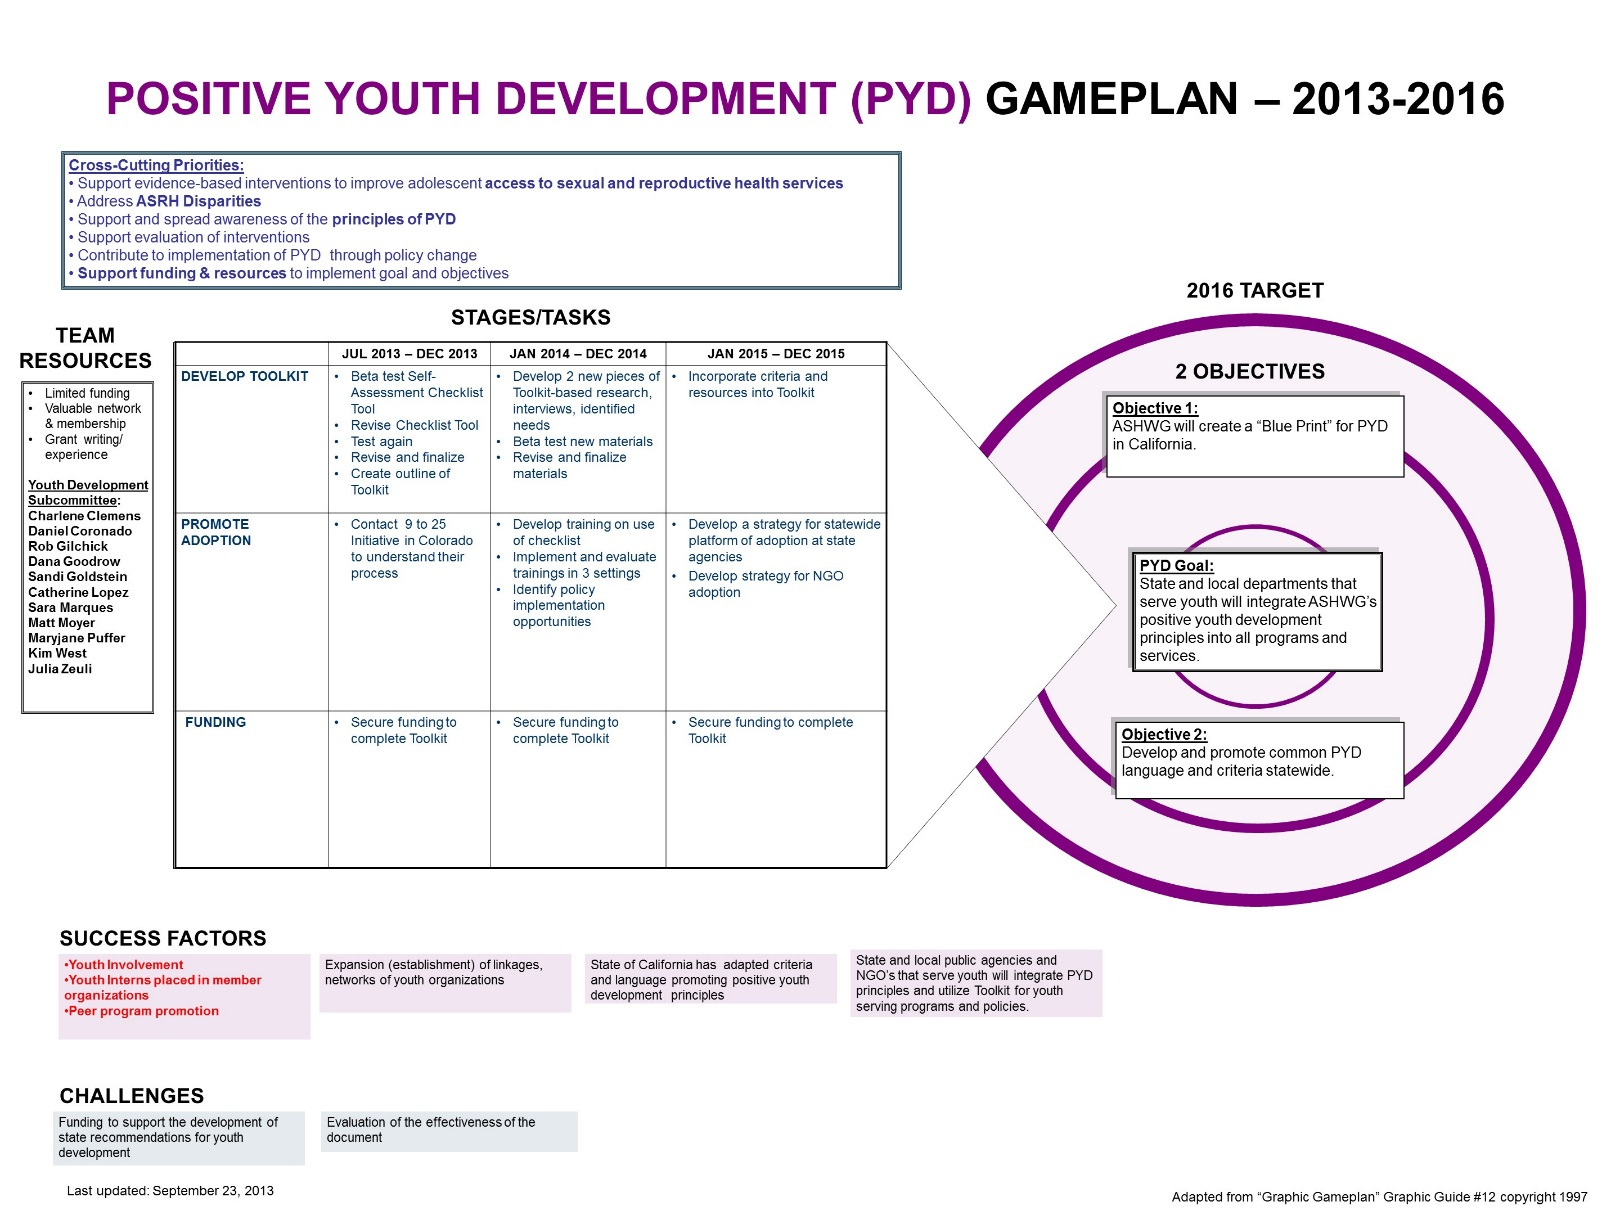 POSITIVE YOUTH DEVELOPMENT (PYD) GAMEPLAN – 2013-2016
Cross-Cutting Priorities:
• Support evidence-based interventions to improve adolescent access to sexual and reproductive health services
• Address ASRH Disparities
• Support and spread awareness of the principles of PYD
• Support evaluation of interventions
• Contribute to implementation of PYD through policy change
• Support funding & resources to implement goal and objectives
TEAM
RESOURCES
• Limited funding
• Valuable network
& membership
• Grant writing/
experience
Youth Development
Subcommittee:
Charlene Clemens
Daniel Coronado
Rob Gilchick
Dana Goodrow
Sandi Goldstein
Catherine Lopez
Sara Marques
Matt Moyer
Maryjane Puffer
Kim West
Julia Zeuli
STAGES/TASKS
JUL 2013 – DEC 2013
JAN 2014 – DEC 2014
JAN 2015 – DEC 2015
DEVELOP TOOLKIT
• Beta test Self-
Assessment Checklist
Tool
• Revise Checklist Tool
• Test again
• Revise and finalize
• Create outline of
Toolkit
• Develop 2 new pieces of
Toolkit-based research,
interviews, identified
needs
• Beta test new materials
• Revise and finalize
materials
• Incorporate criteria and
resources into Toolkit
PROMOTE
ADOPTION
• Contact 9 to 25
Initiative in Colorado
to understand their
process
• Develop training on use
of checklist
• Implement and evaluate
trainings in 3 settings
• Identify policy
implementation
opportunities
• Develop a strategy for statewide
platform of adoption at state
agencies
• Develop strategy for NGO
adoption
FUNDING
• Secure funding to
complete Toolkit
• Secure funding to
complete Toolkit
• Secure funding to complete
Toolkit
2016 TARGET
2 OBJECTIVES
Objective 1:
ASHWG will create a “Blue Print” for PYD
in California.
PYD Goal:
State and local departments that
serve youth will integrate ASHWG’s
positive youth development
principles into all programs and
services.
Objective 2:
Develop and promote common PYD
language and criteria statewide.
SUCCESS FACTORS
•Youth Involvement
•Youth Interns placed in member
organizations
•Peer program promotion
Expansion (establishment) of linkages,
networks of youth organizations
State of California has adapted criteria
and language promoting positive youth
development principles
State and local public agencies and
NGO’s that serve youth will integrate PYD
principles and utilize Toolkit for youth
serving programs and policies.
CHALLENGES
Funding to support the development of
state recommendations for youth
development
Evaluation of the effectiveness of the
document
Last updated: September 23, 2013
Adapted from “Graphic Gameplan” Graphic Guide #12 copyright 1997